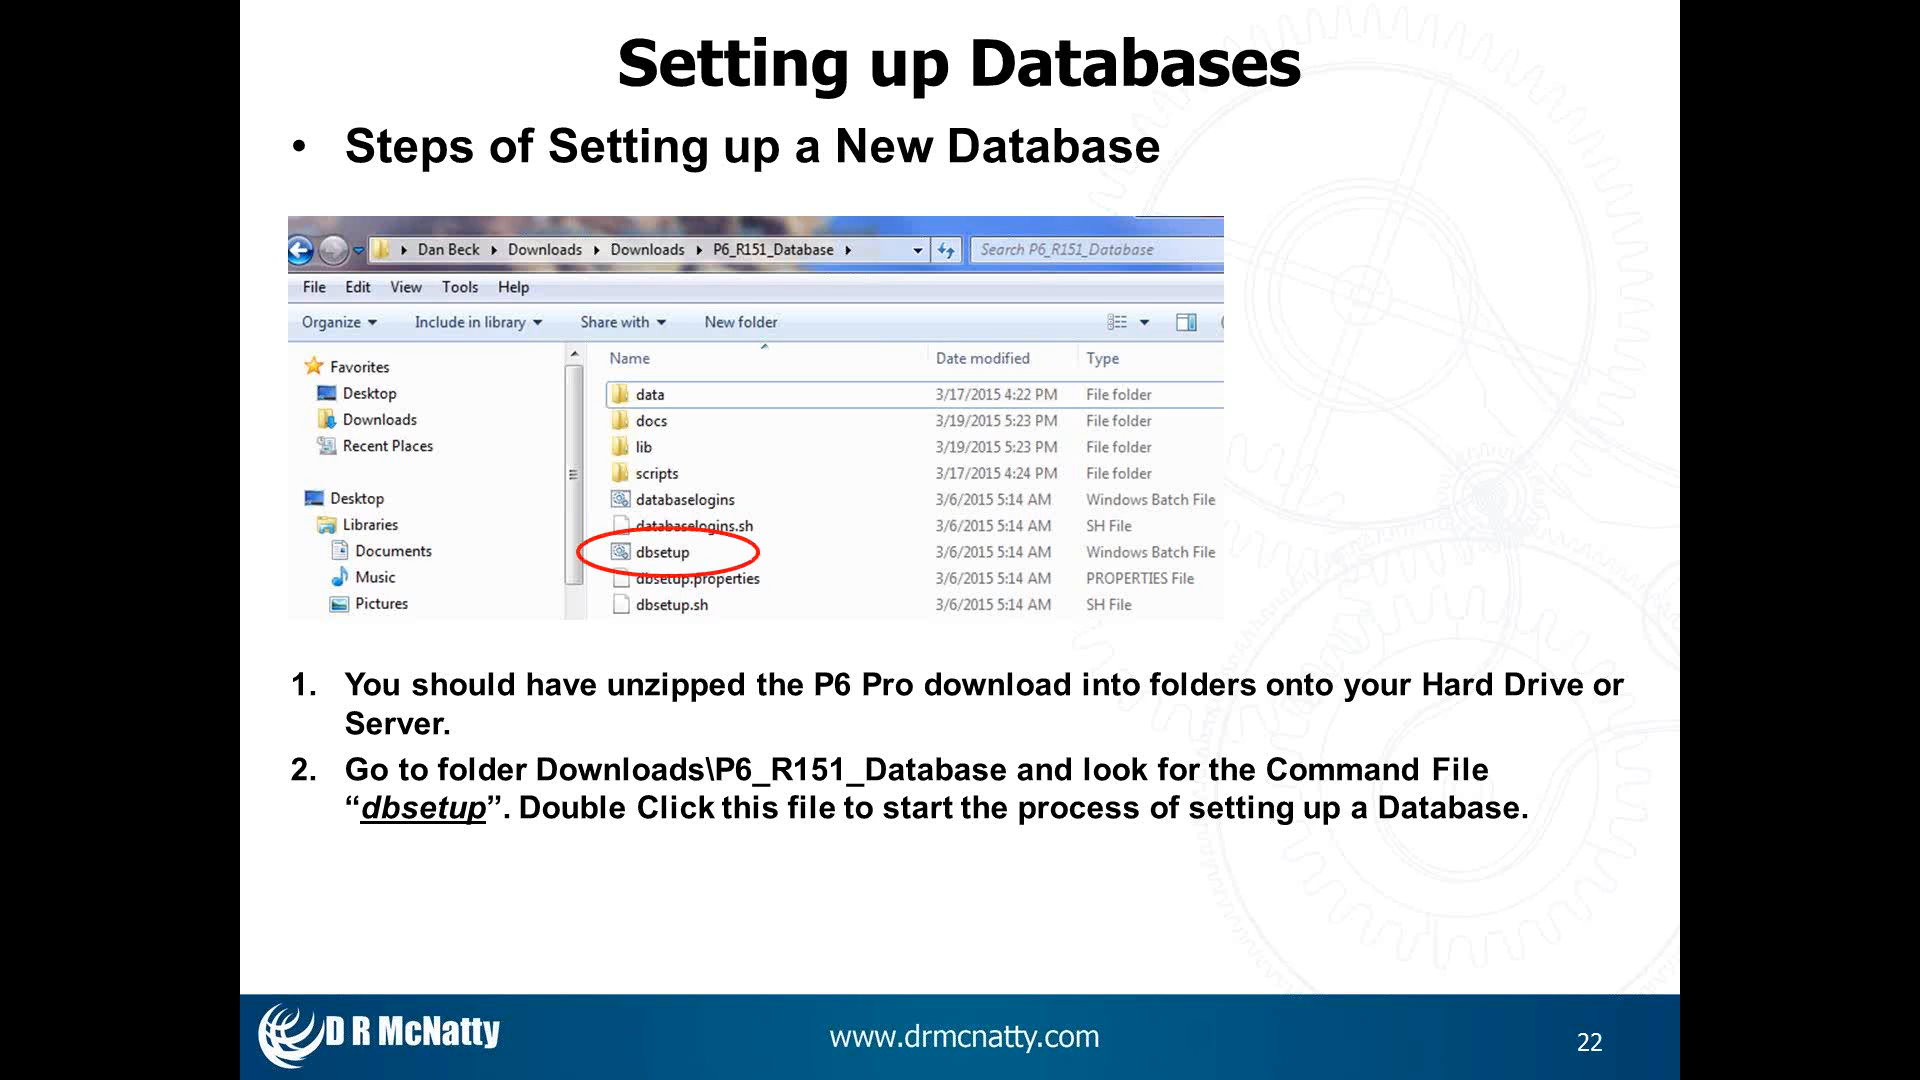 Setting up Databases
• Steps of Setting up a New Database
Dan Beck Downloads Downloads P6_R151_Database Search P6_R151_Database
File Edit View Tools Help
Organize Include in library Share with New folder
Name Date modified Type
Favorites
Desktop
Downloads
Recent Places
Desktop
Libraries
Documents
Music
Pictures
data 3/17/2015 4:22 PM File folder
docs 3/19/2015 5:23 PM File folder
lib 3/19/2015 5:23 PM File folder
scripts 3/17/2015 4:24 PM File folder
databaselogins 3/6/2015 5:14 AM Windows Batch File
databaselogins.sh 3/6/2015 5:14 AM SH File
dbsetup 3/6/2015 5:14 AM Windows Batch File
dbsetup.properties 3/6/2015 5:14 AM PROPERTIES File
dbsetup.sh 3/6/2015 5:14 AM SH File
1. You should have unzipped the P6 Pro download into folders onto your Hard Drive or
Server.
2. Go to folder Downloads\P6_R151_Database and look for the Command File
“dbsetup”. Double Click this file to start the process of setting up a Database.
D R McNatty
www.drmcnatty.com
22